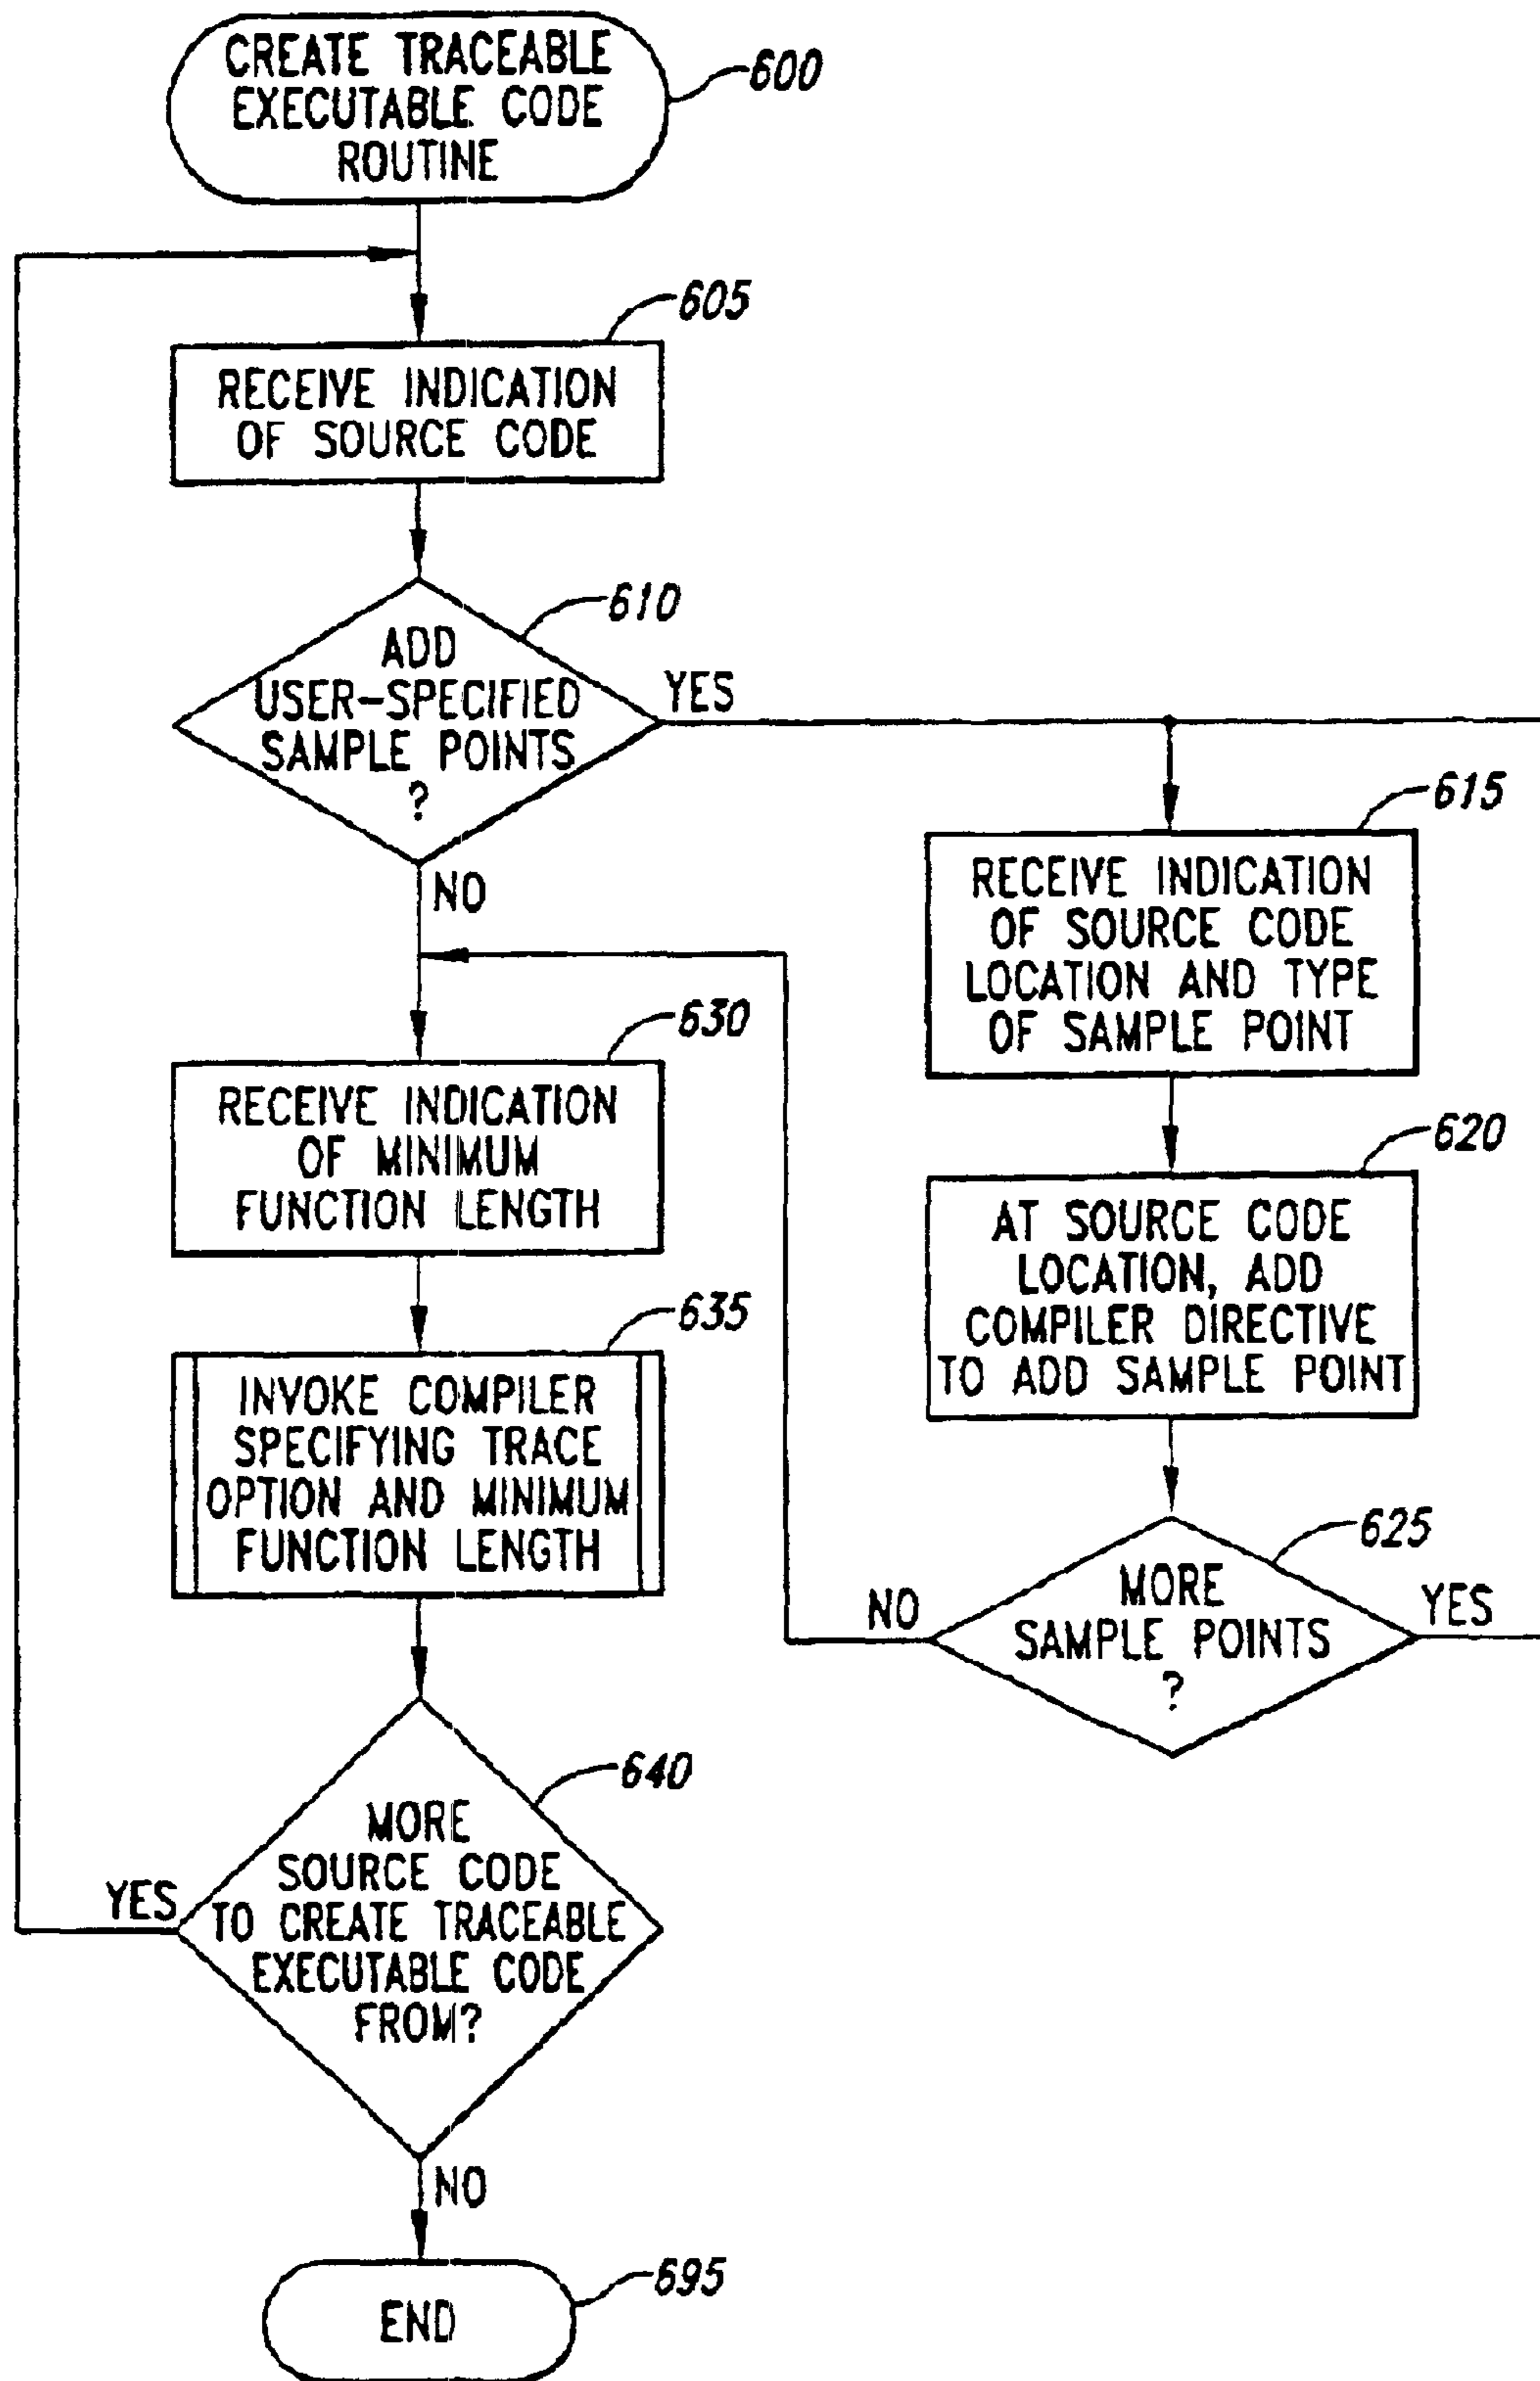 CREATE TRACEABLE
EXECUTABLE CODE
ROUTINE
600
605
RECEIVE INDICATION
OF SOURCE CODE
610
ADD
USER-SPECIFIED
SAMPLE POINTS
?
YES
NO
615
RECEIVE INDICATION
OF SOURCE CODE
LOCATION AND TYPE
OF SAMPLE POINT
620
AT SOURCE CODE
LOCATION, ADD
COMPILER DIRECTIVE
TO ADD SAMPLE POINT
625
MORE
SAMPLE POINTS
?
NO
YES
630
RECEIVE INDICATION
OF MINIMUM
FUNCTION LENGTH
635
INVOKE COMPILER
SPECIFYING TRACE
OPTION AND MINIMUM
FUNCTION LENGTH
640
MORE
SOURCE CODE
TO CREATE TRACEABLE
EXECUTABLE CODE
FROM?
YES
NO
695
END